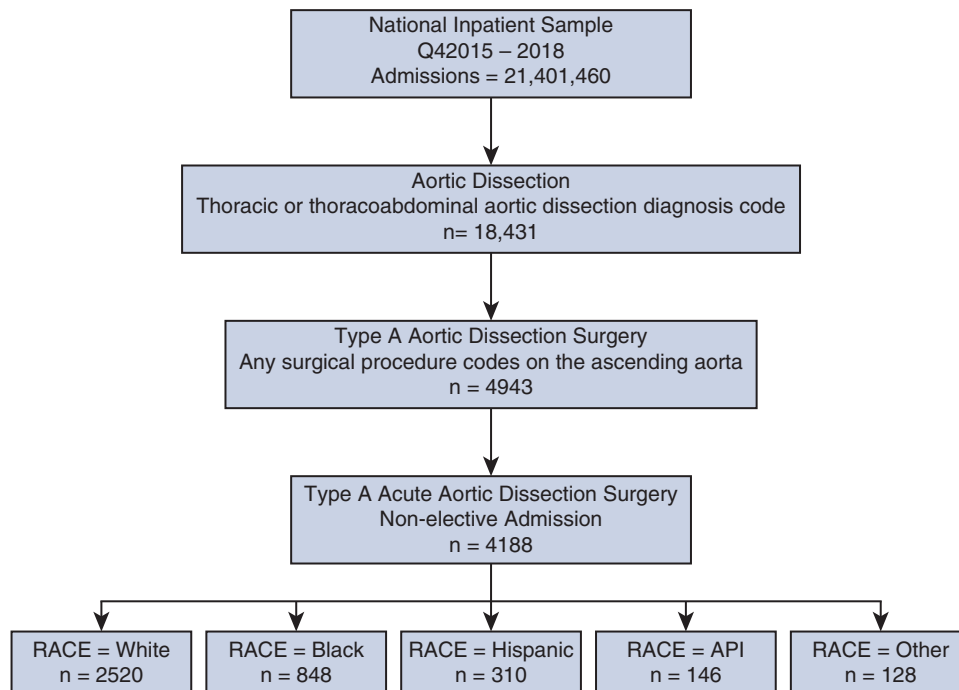 National Inpatient Sample
Q42015 – 2018
Admissions = 21,401,460
Aortic Dissection
Thoracic or thoracoabdominal aortic dissection diagnosis code
n= 18,431
Type A Aortic Dissection Surgery
Any surgical procedure codes on the ascending aorta
n = 4943
Type A Acute Aortic Dissection Surgery
Non-elective Admission
n = 4188
RACE = White
n = 2520
RACE = Black
n = 848
RACE = Hispanic
n = 310
RACE = API
n = 146
RACE = Other
n = 128